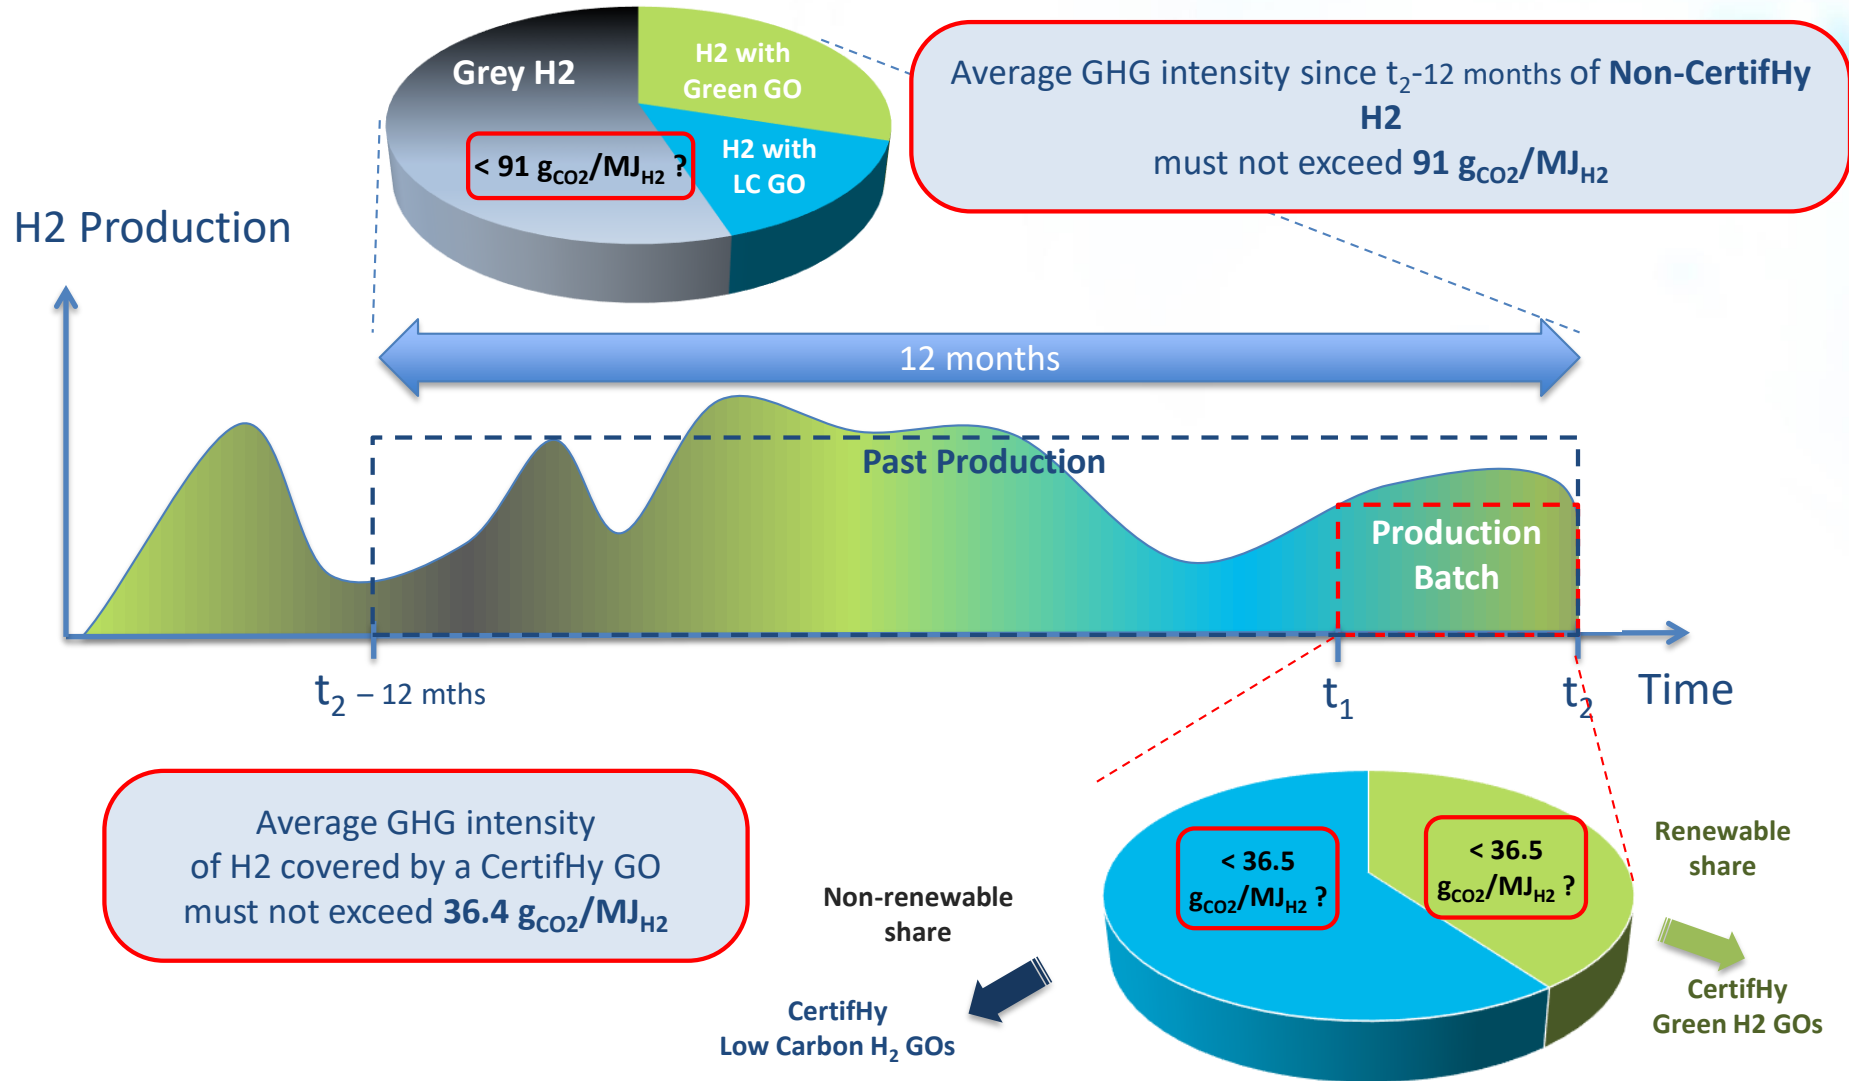 Grey H2
H2 with
Green GO
< 91 gCO2/MJH2 ?
H2 with
LC GO
Average GHG intensity since t2-12 months of Non-CertifHy
H2
must not exceed 91 gCO2/MJH2
H2 Production
12 months
Past Production
Production
Batch
t2 – 12 mths
t1
t2
Time
Average GHG intensity
of H2 covered by a CertifHy GO
must not exceed 36.4 gCO2/MJH2
Non-renewable
share
CertifHy
Low Carbon H2 GOs
< 36.5
gCO2/MJH2 ?
< 36.5
gCO2/MJH2 ?
Renewable
share
CertifHy
Green H2 GOs